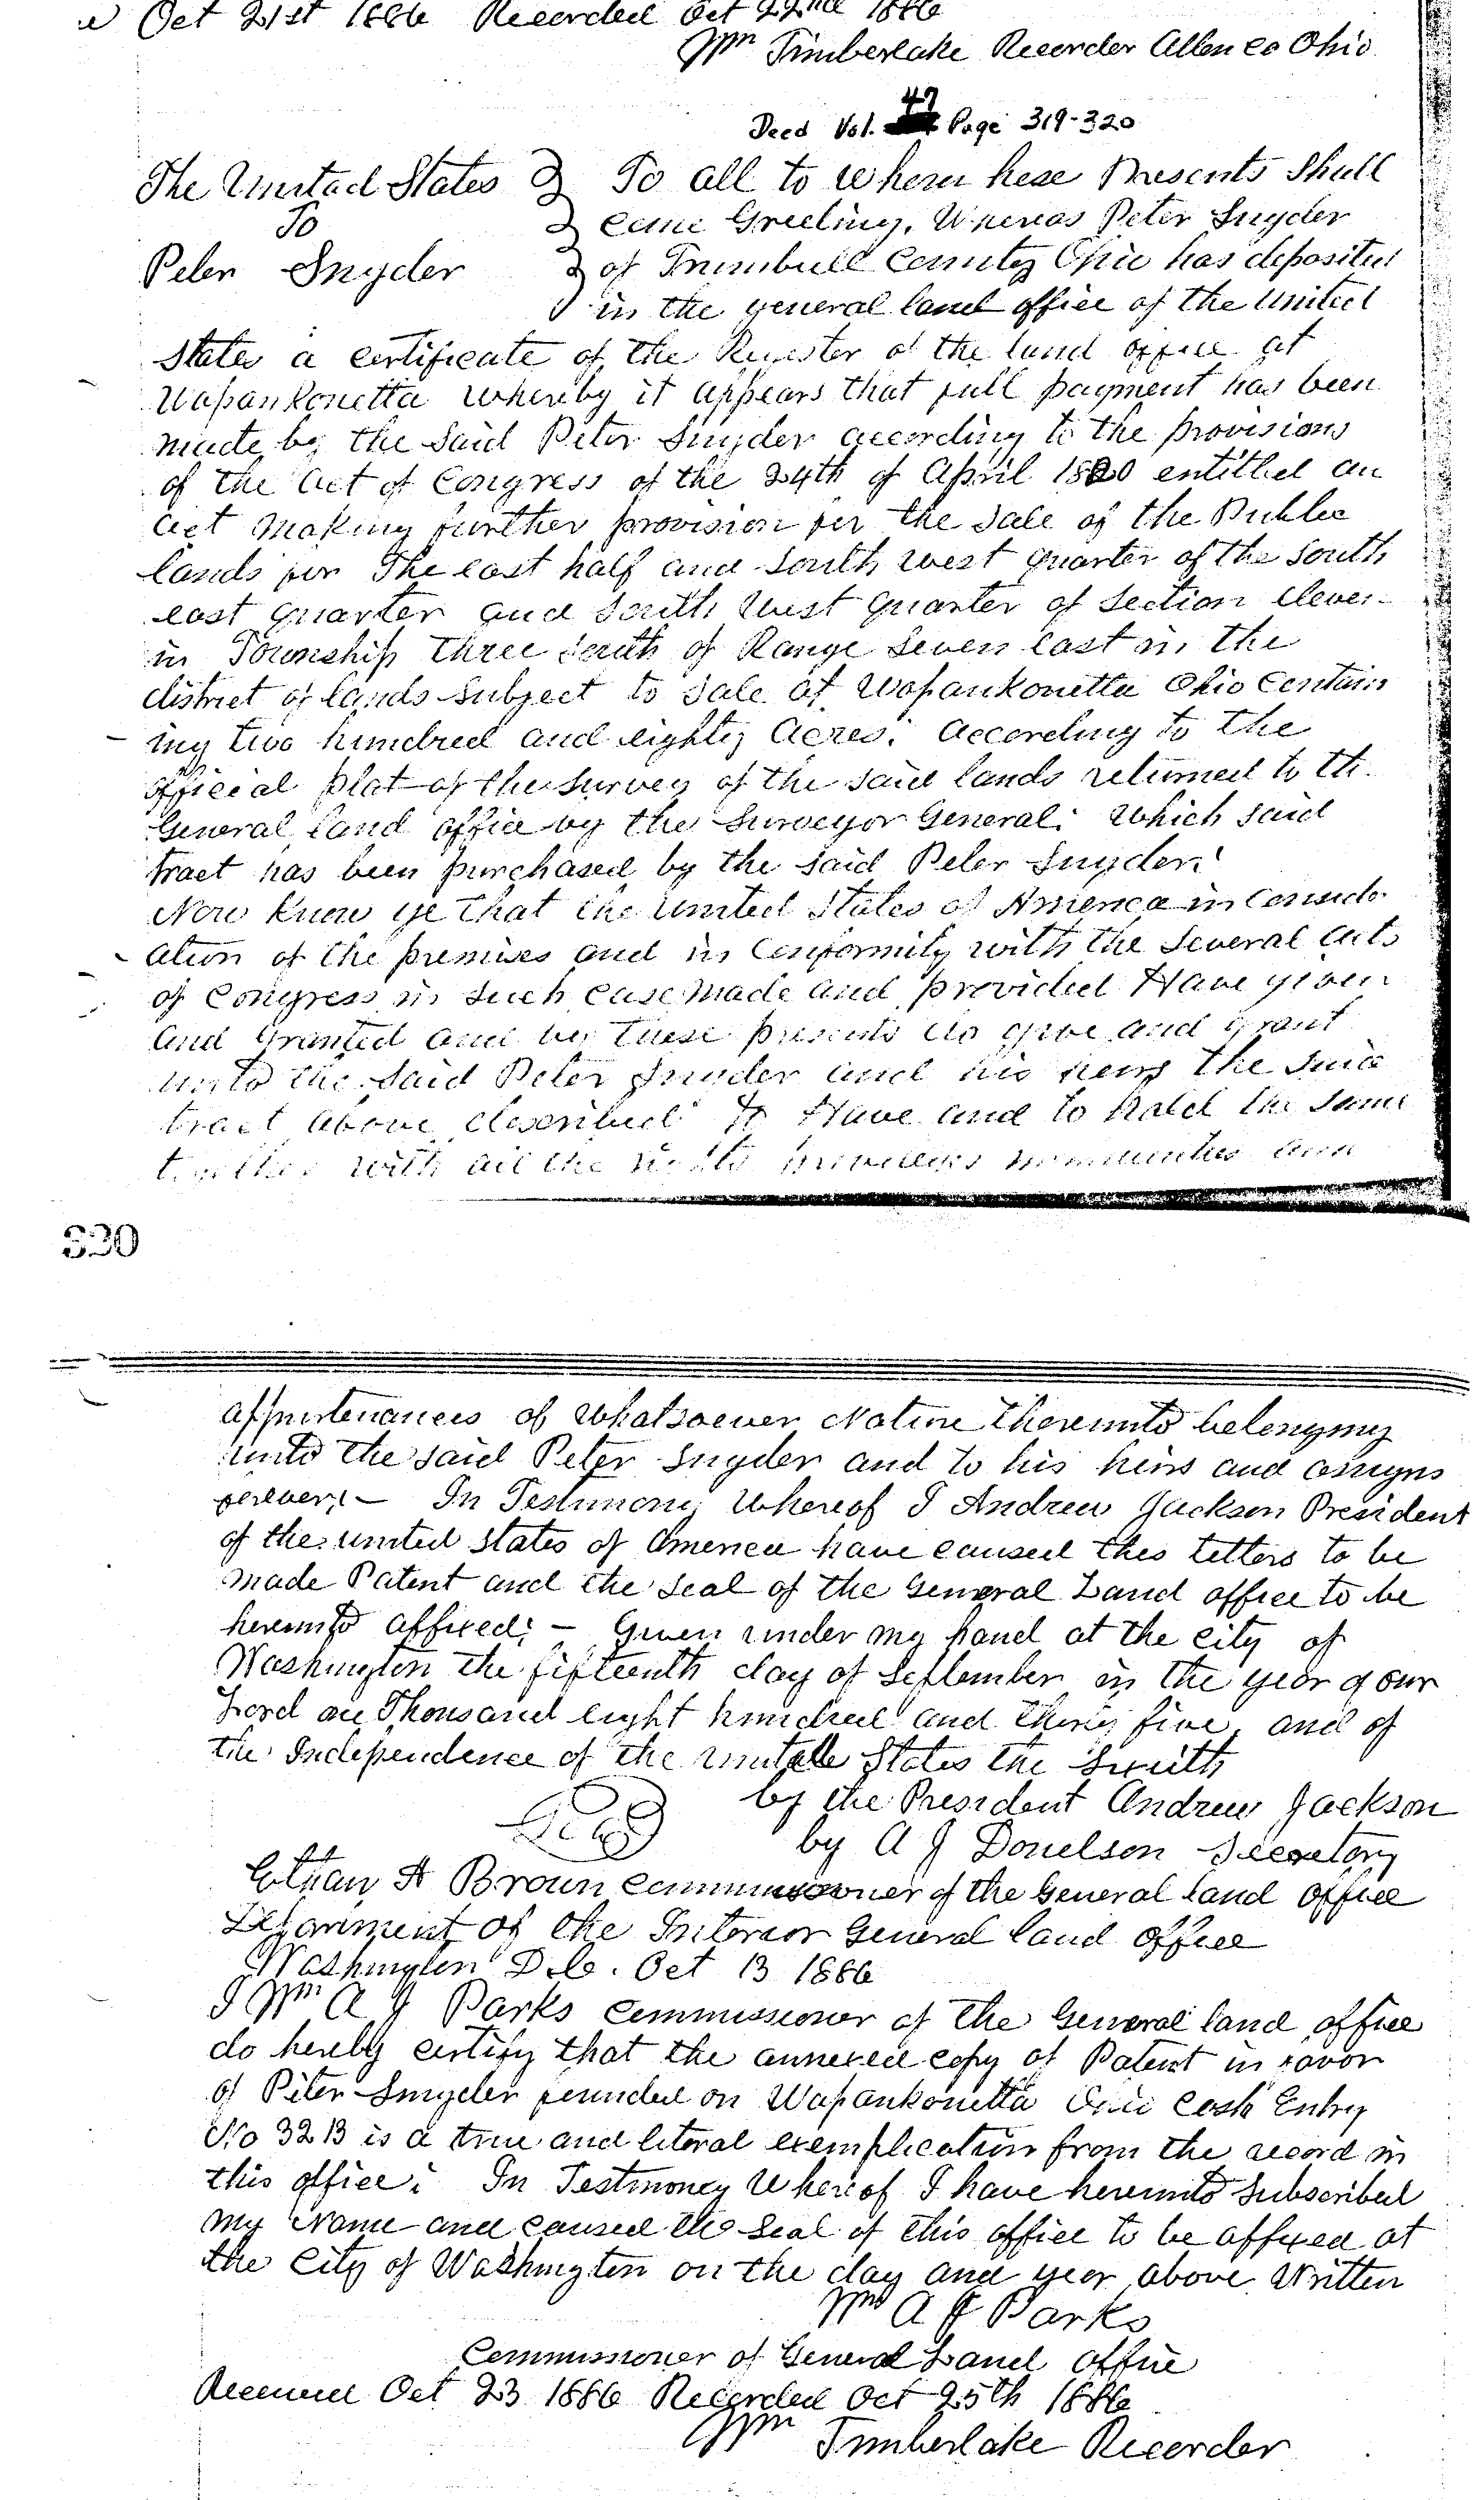 Oct 21st 1886 Recorded Oct 22nd 1886
Wm Timberlake Recorder Allen Co Ohio
47
Deed Vol. Page 319-320
The United States To all to whom hese Presents Shall
To come Greeting, Whereas Peter Snyder
Peter Snyder of Trumbull County Ohio has deposited
in the general land office of the United
State a certificate of the Register of the land office at
Wapankonetta whereby it appears that full payment has been
made by the said Peter Snyder according to the provisions
of the Act of Congress of the 24th of April 1820 entitled an
act making further provision for the sale of the Public
lands for The east half and south west quarter of the south
east quarter and south west quarter of Section Eleven
in Township three south of Range Seven east in the
district of lands subject to sale at Wopankonetta Ohio Contain
ing two hundred and eighty Acres. according to the
official plat of the survey of the said lands returned to th
General land office by the Surveyor General: Which said
tract has been purchased by the said Peter Snyder:
Now know ye that the United States of America in Conside
ation of the premises and in Conformity with the several acts
of Congress in such case made and provided Have given
and Granted and by these presents do give and grant
unto the said Peter Snyder and his heirs the said
tract above described To Have and to hold the same
together with all the rights privileges immunities and
320
appurtenances of whatsoever Nature thereunto belonging
unto the said Peter Snyder and to his heirs and assigns
forever;- In Testimony Whereof I Andrew Jackson President
of the united States of America have caused this letters to be
made Patent and the Seal of the General Land office to be
hereunto affixed; - Given under my hand at the city of
Washington the fifteenth day of September in the year of our
Lord one Thousand eight hundred and thirty five, and of
the Independence of the States the Sixtith
by the President Andrew Jackson
by A J Donelson Secretary
Ethan A Brown Commissioner of the General land office
Department of the Interior General land office
Washington D.C. Oct 13 1886
I Wm A J Parks Commissioner of the General land office
do hereby certify that the annexed copy of Patent in favor
of Peter Snyder founded on Wapankonetta Ohio Cash Entry
No 3213 is a true and literal exemplication from the record in
this office: In Testmoney Whereof I have hereunto subscribed
my Name and caused the Seal of this office to be affixed at
the City of Washington on the day and year above Written
Wm A J Parks
Commissioner of General Land office
Received Oct 23 1886 Recorded Oct 25th 1886
Wm Timberlake Recorder